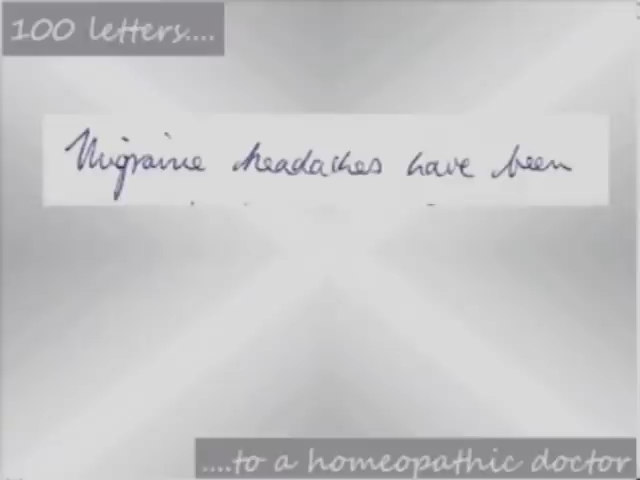 100 letters....
Migraine headaches have been
....to a homeopathic doctor